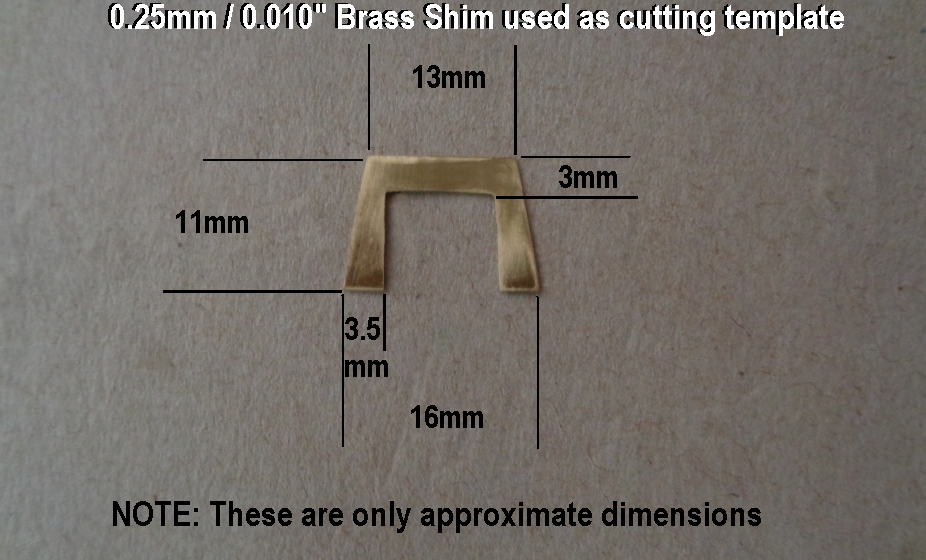 0.25mm / 0.010" Brass Shim used as cutting template
13mm
3mm
11mm
3.5
mm
16mm
NOTE: These are only approximate dimensions